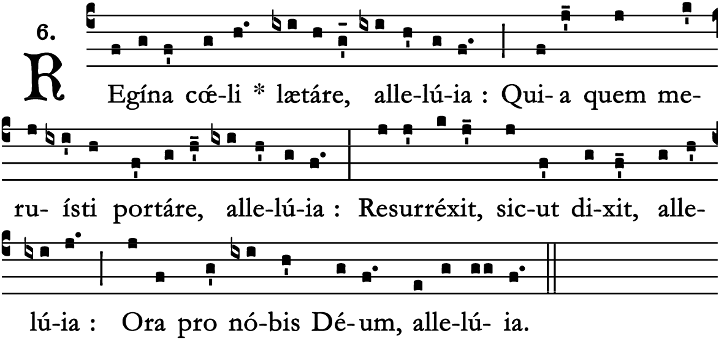 6.
REgína cœ́-li * lætáre, alle-lú-ia : Qui-a quem me-
ru-ísti portáre, alle-lú-ia : Resurréxit, sic-ut di-xit, alle-
lú-ia : Ora pro nó-bis Dé-um, alle-lú- ia.